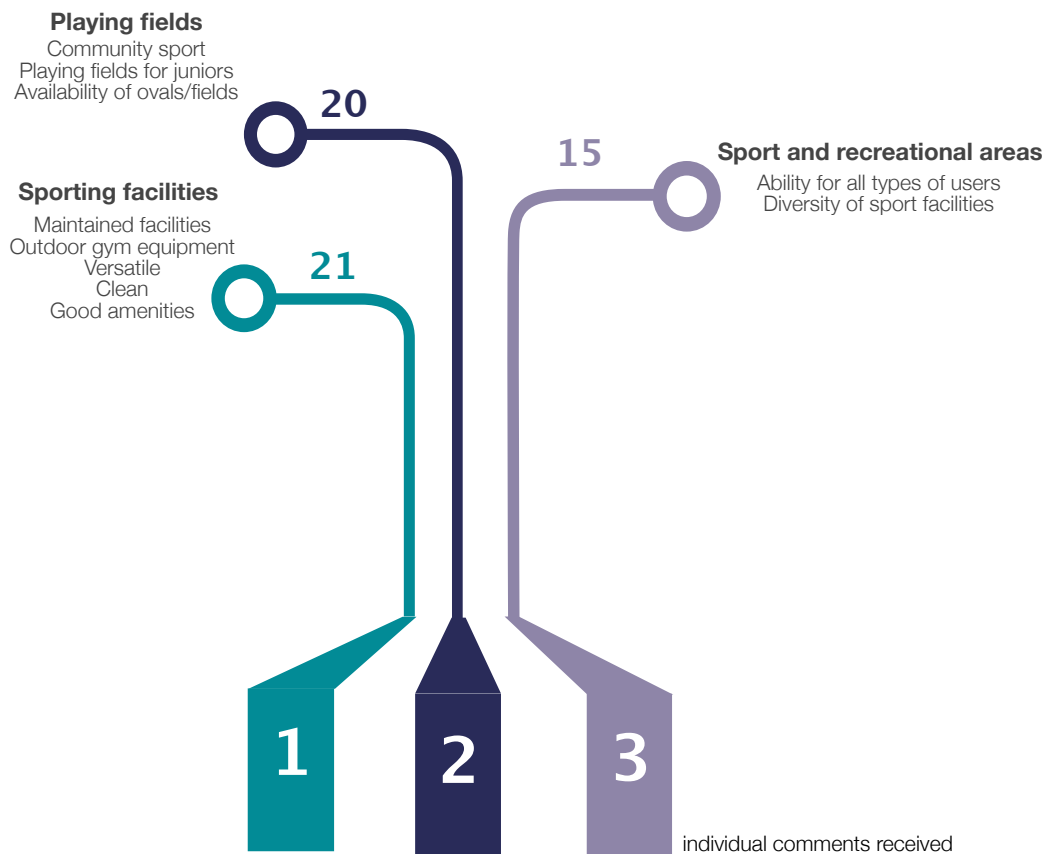 Playing fields
Community sport
Playing fields for juniors
Availability of ovals/fields
20
15
Sport and recreational areas
Ability for all types of users
Diversity of sport facilities
Sporting facilities
Maintained facilities
Outdoor gym equipment
Versatile
Clean
Good amenities
21
1
2
3
individual comments received